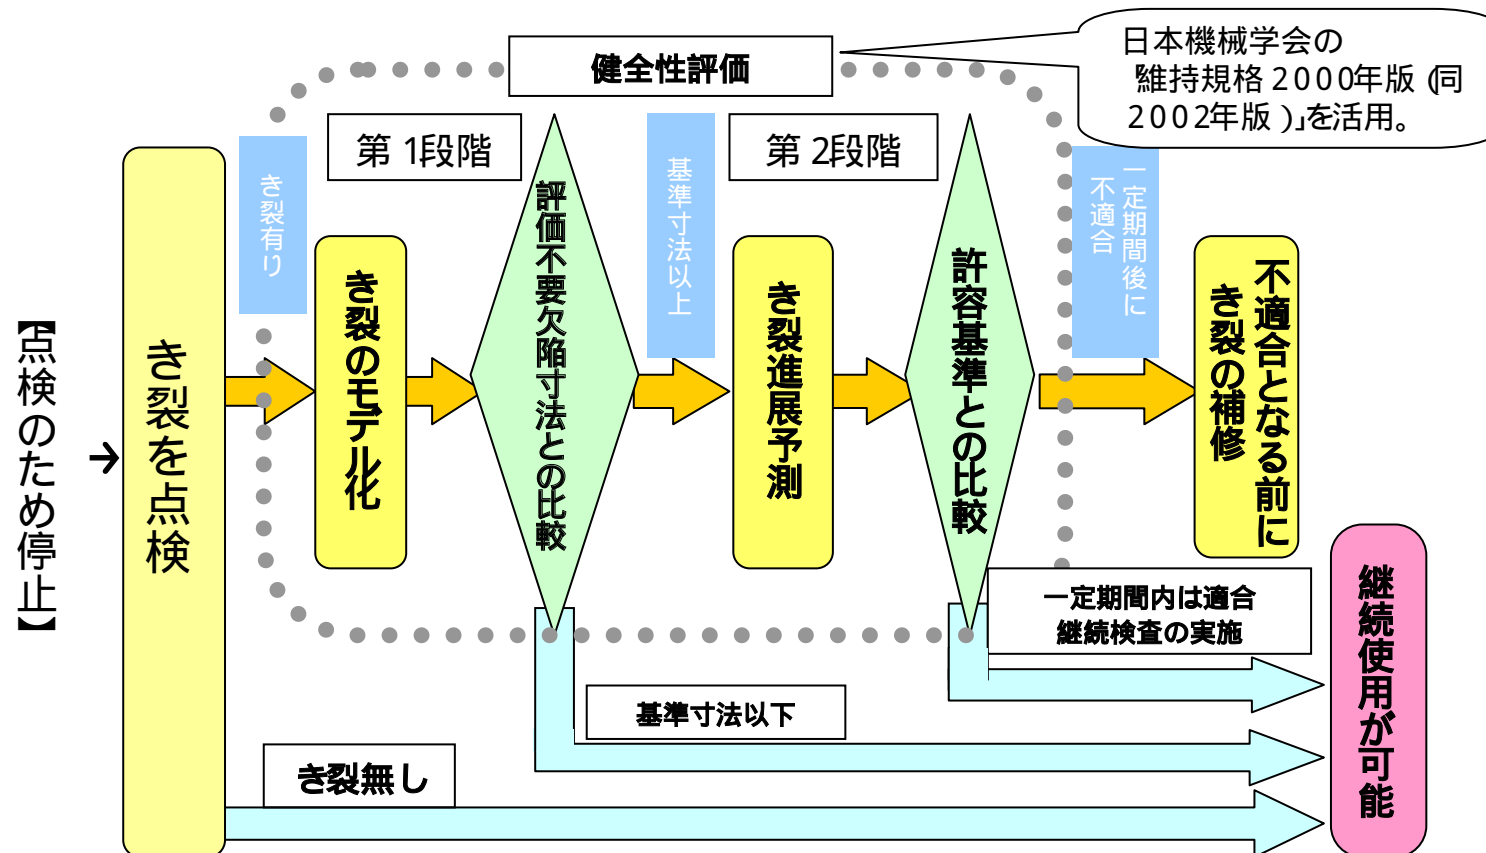 健全性評価
日本機械学会の
「維持規格2000年版(同
2002年版)」を活用。
第1段階
第2段階
【点検のため停止】
→
き裂を点検
き裂有り
き裂のモデル化
評価不要欠陥寸法との比較
基準寸法以上
き裂進展予測
許容基準との比較
一定期間後に
不適合
不適合となる前に
き裂の補修
一定期間内は適合
継続検査の実施
基準寸法以下
き裂無し
継続使用が可能